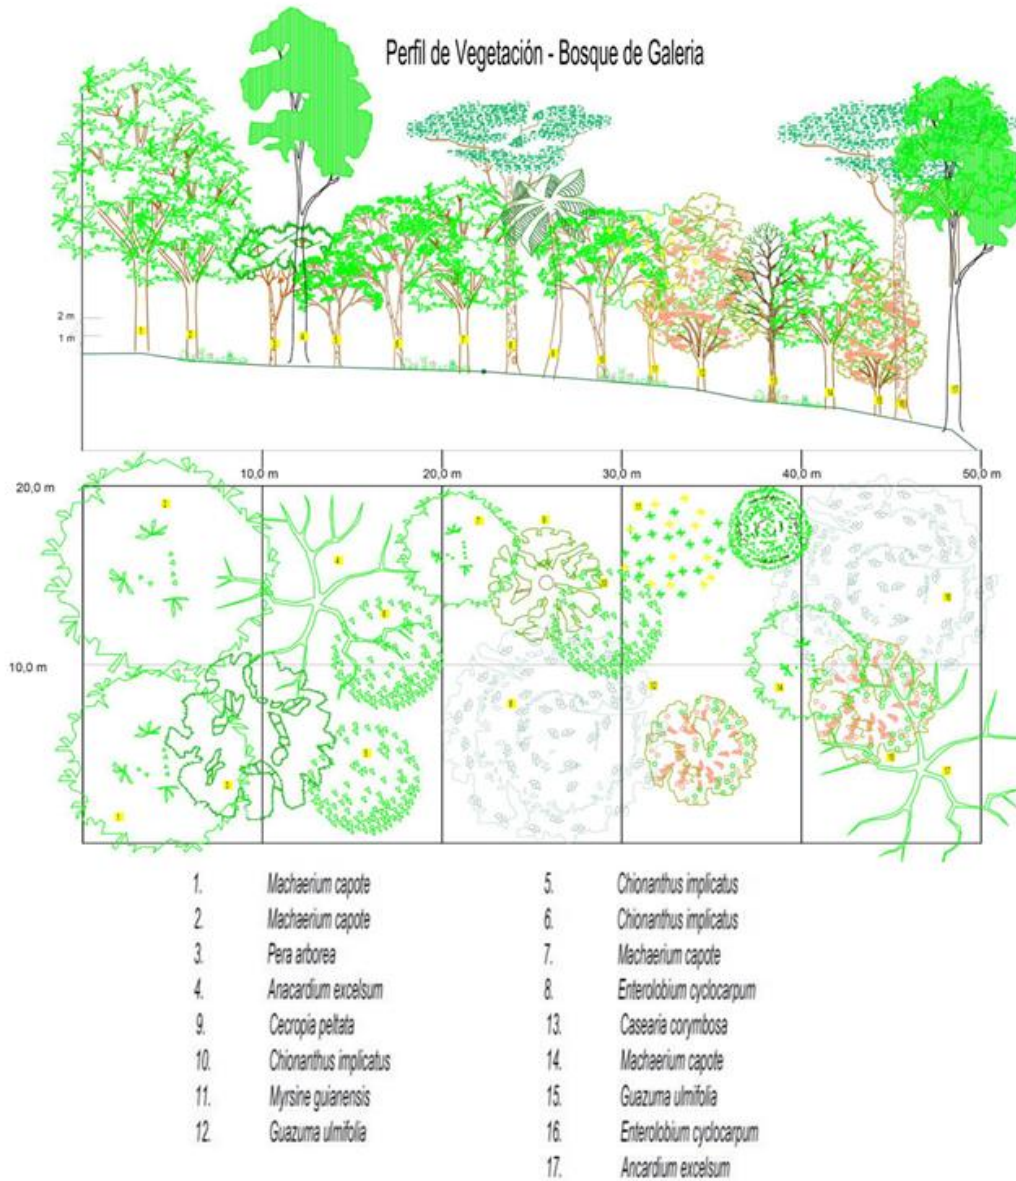 Perfil de Vegetación - Bosque de Galeria
2 m
1 m
10,0 m 20,0 m 30,0 m 40,0 m 50,0 m
20,0 m
10,0 m
1. Machaerium capote
2. Machaerium capote
3. Pera arborea
4. Anacardium excelsum
9. Cecropia peltata
10. Chionanthus implicatus
11. Myrsine guianensis
12. Guazuma ulmifolia
5. Chionanthus implicatus
6. Chionanthus implicatus
7. Machaerium capote
8. Enterolobium cyclocarpum
13. Casearia corymbosa
14. Machaerium capote
15. Guazuma ulmifolia
16. Enterolobium cyclocarpum
17. Ancardium excelsum